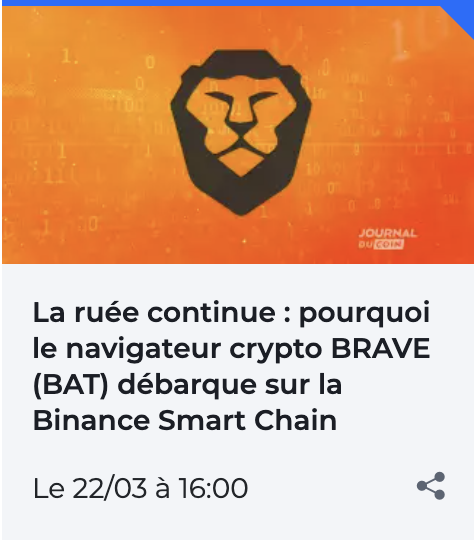 JOURNAL
DU COIN
La ruée continue : pourquoi
le navigateur crypto BRAVE
(BAT) débarque sur la
Binance Smart Chain
Le 22/03 à 16:00